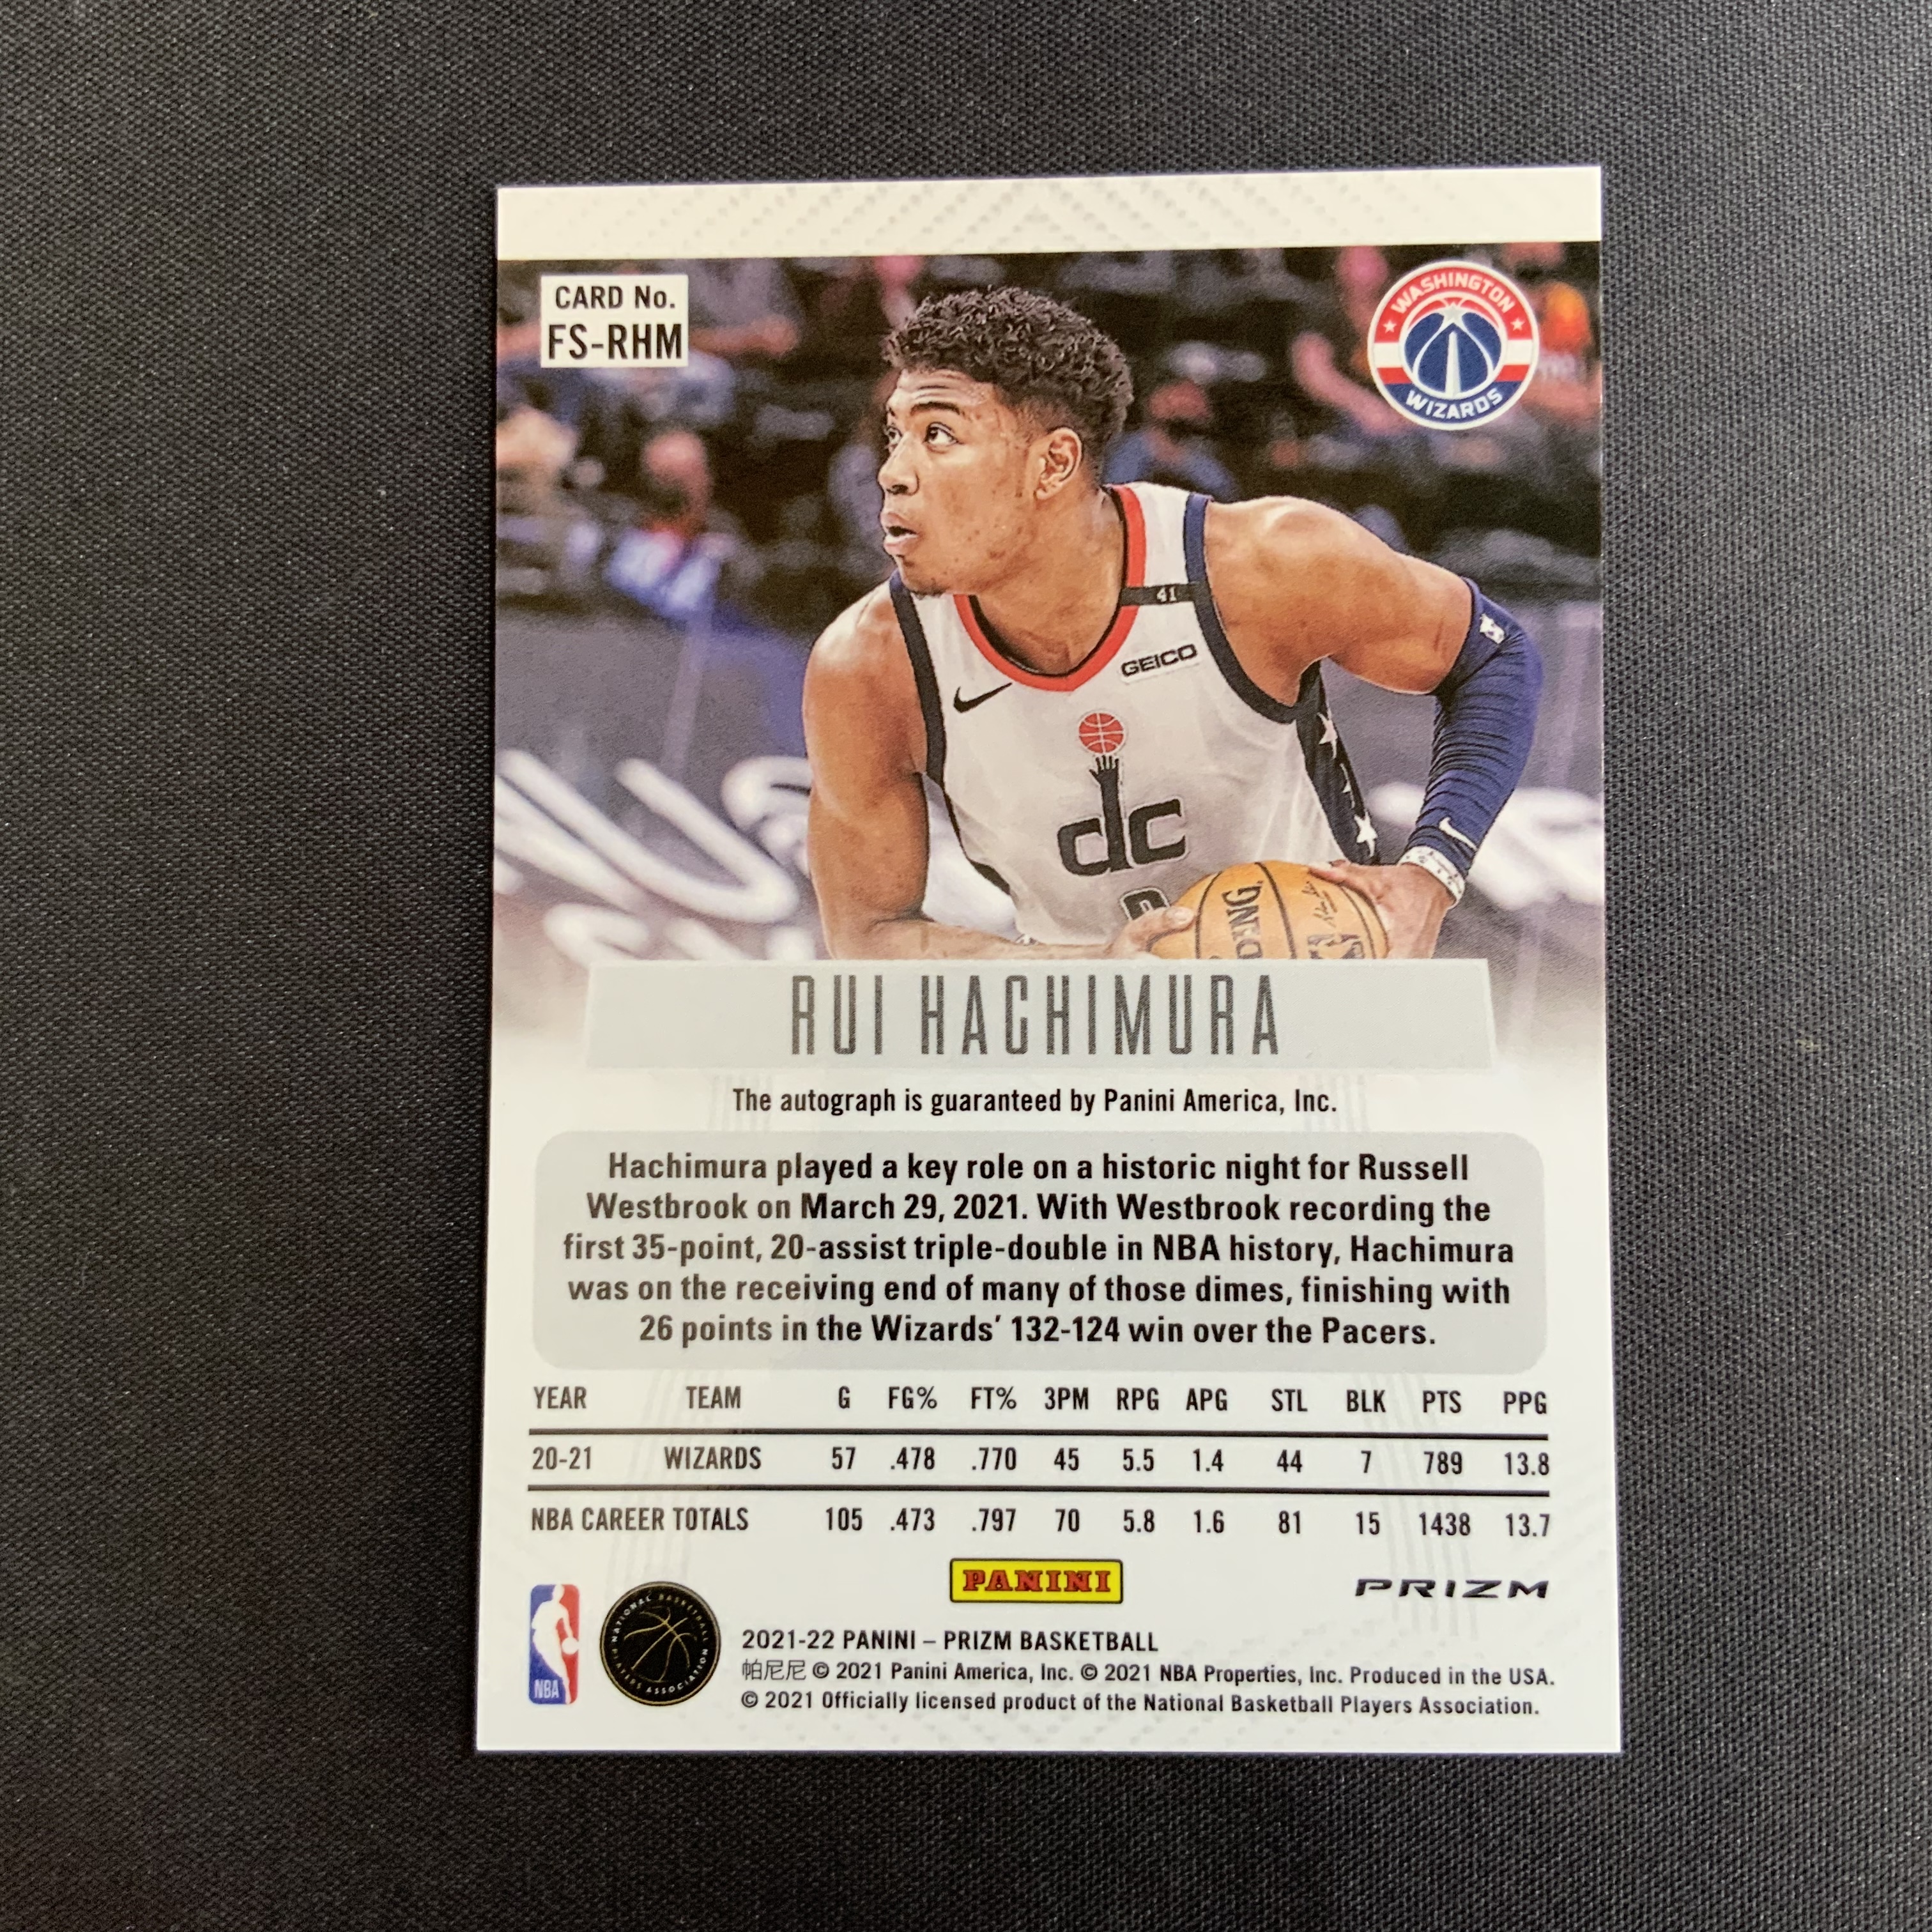 CARD No.
FS-RHM
WASHINGTON
WIZARDS
41
GEICO
dc
RUI HACHIMURA
The autograph is guaranteed by Panini America, Inc.
Hachimura played a key role on a historic night for Russell
Westbrook on March 29, 2021. With Westbrook recording the
first 35-point, 20-assist triple-double in NBA history, Hachimura
was on the receiving end of many of those dimes, finishing with
26 points in the Wizards' 132-124 win over the Pacers.
YEAR TEAM G FG% FT% 3PM RPG APG STL BLK PTS PPG
20-21 WIZARDS 57 .478 .770 45 5.5 1.4 44 7 789 13.8
NBA CAREER TOTALS 105 .473 .797 70 5.8 1.6 81 15 1438 13.7
PANINI
PRIZM
NBA
NATIONAL BASKETBALL
PLAYERS ASSOCIATION
2021-22 PANINI – PRIZM BASKETBALL
帕尼尼 © 2021 Panini America, Inc. © 2021 NBA Properties, Inc. Produced in the USA.
© 2021 Officially licensed product of the National Basketball Players Association.